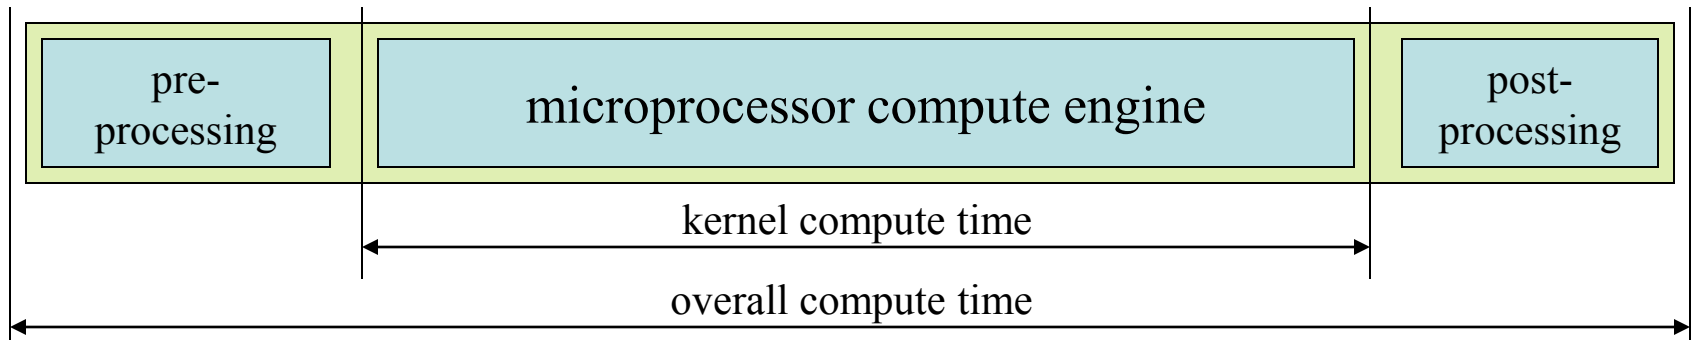 pre-
processing
microprocessor compute engine
post-
processing
kernel compute time
overall compute time